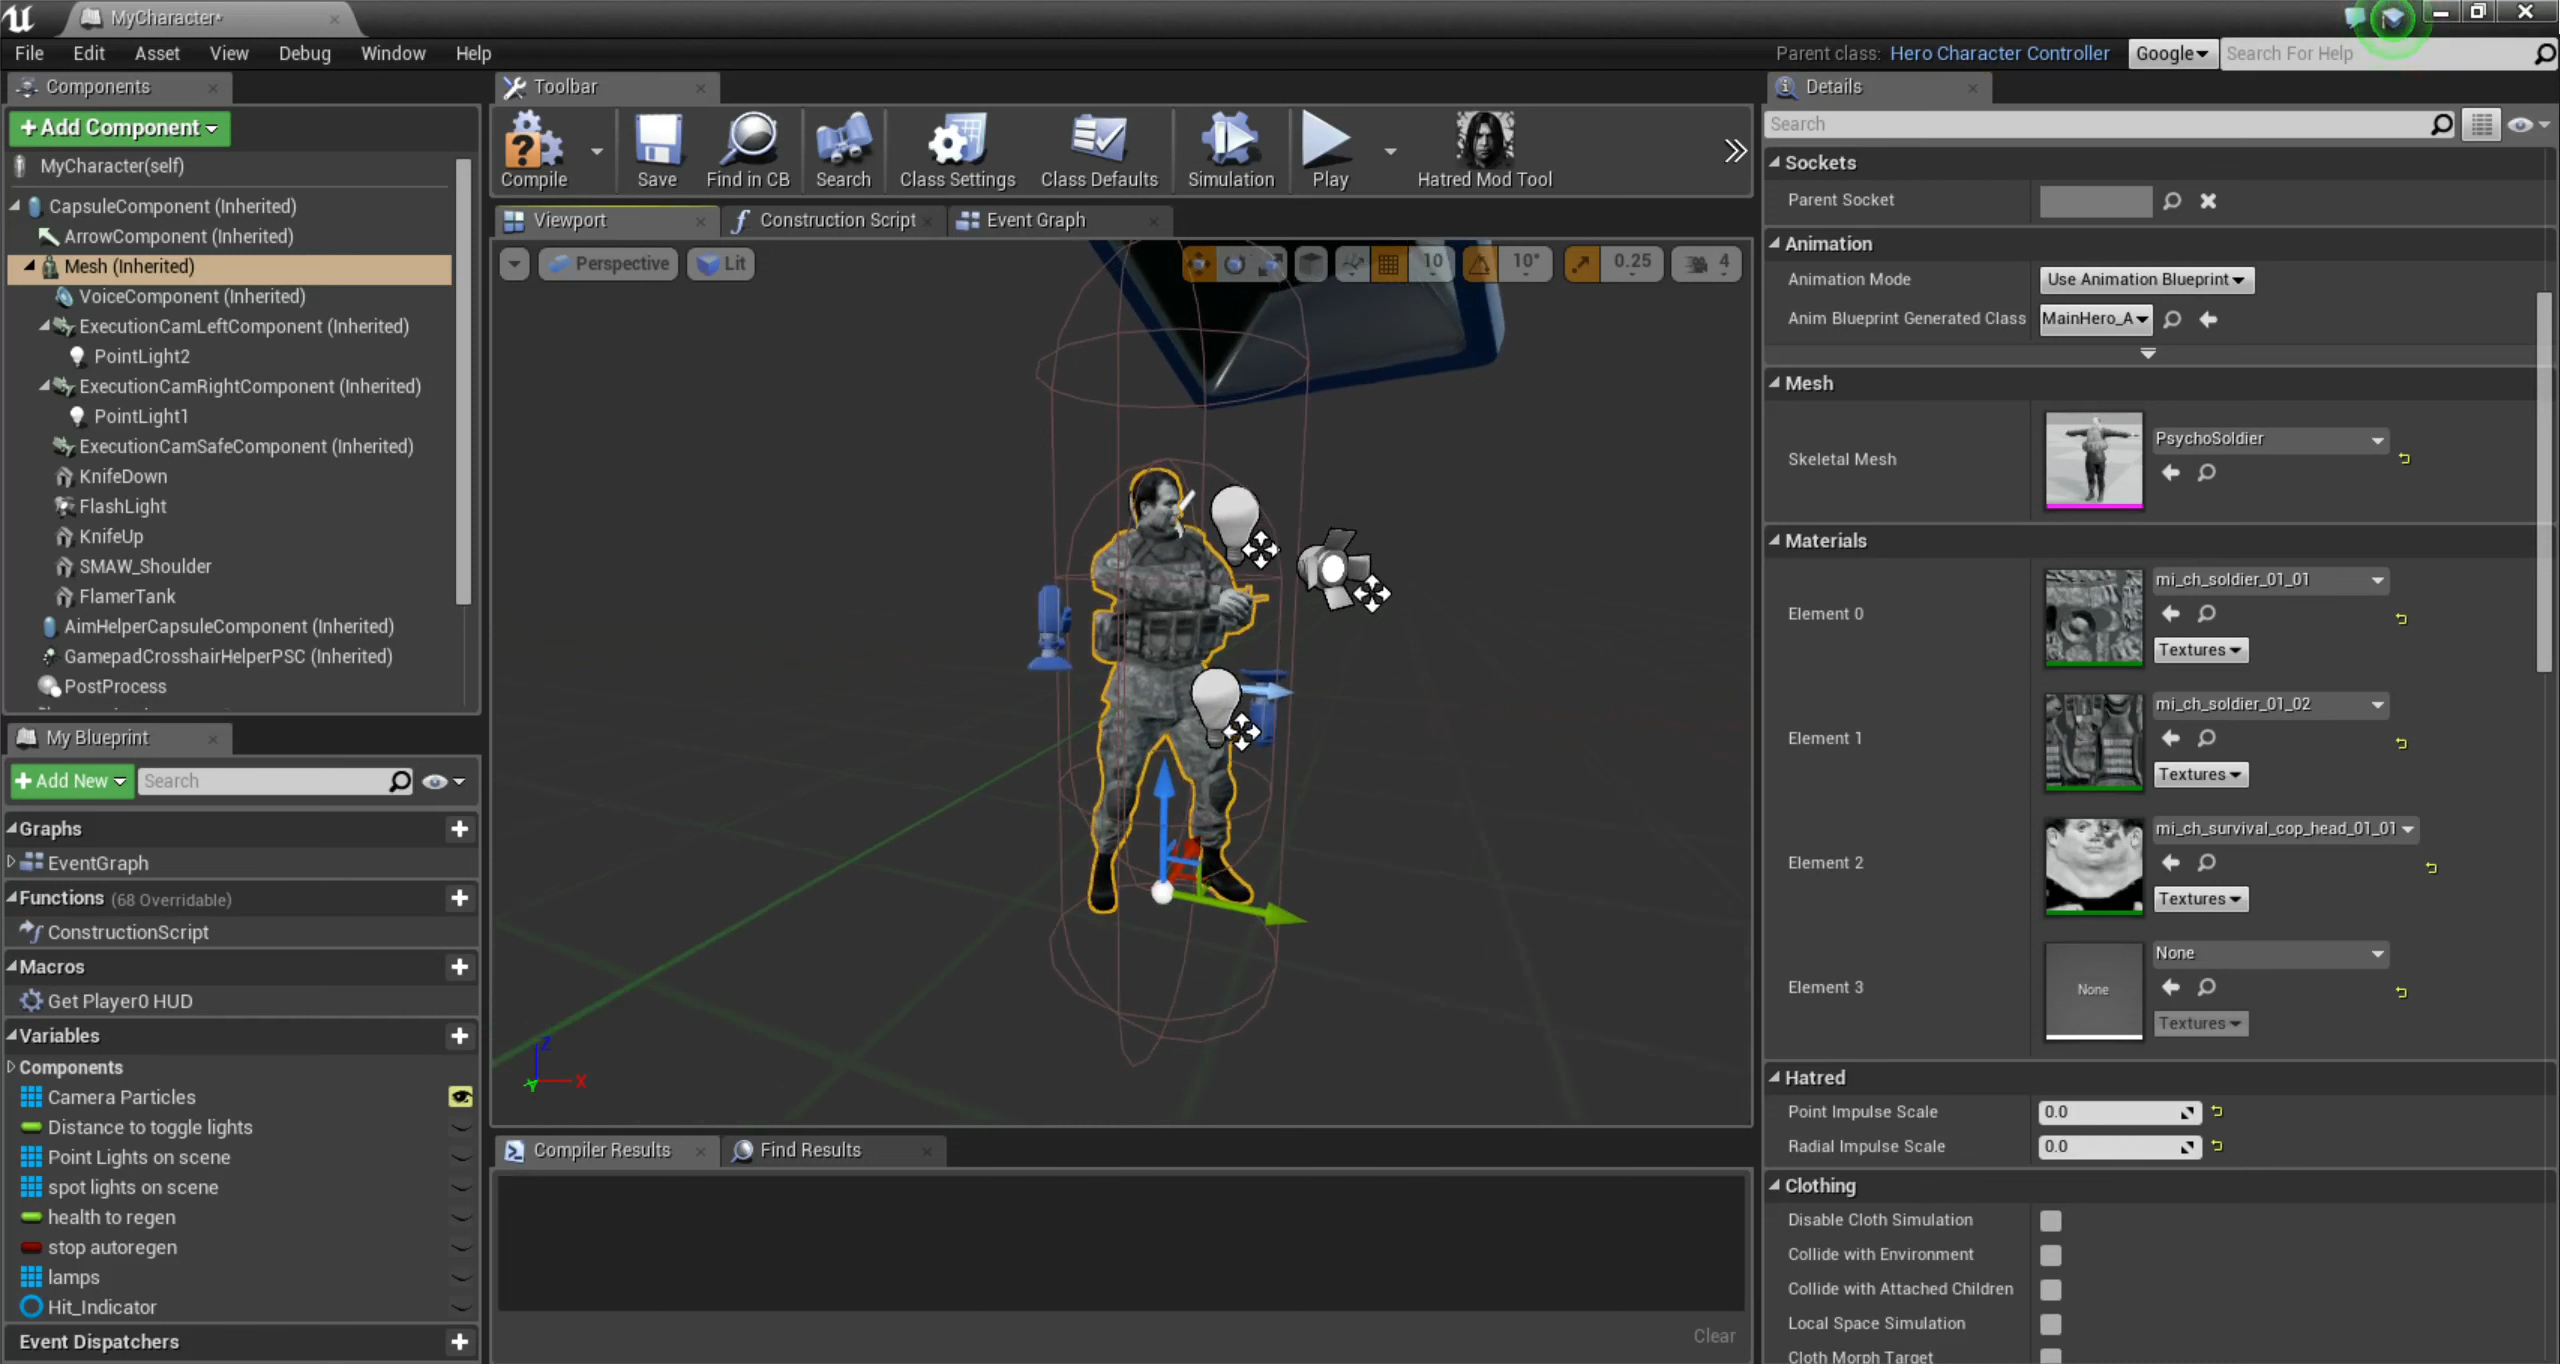 MyCharacter*
File Edit Asset View Debug Window Help
Parent class: Hero Character Controller Google Search For Help
Components
+ Add Component
MyCharacter(self)
CapsuleComponent (Inherited)
ArrowComponent (Inherited)
Mesh (Inherited)
VoiceComponent (Inherited)
ExecutionCamLeftComponent (Inherited)
PointLight2
ExecutionCamRightComponent (Inherited)
PointLight1
ExecutionCamSafeComponent (Inherited)
KnifeDown
FlashLight
KnifeUp
SMAW_Shoulder
FlamerTank
AimHelperCapsuleComponent (Inherited)
GamepadCrosshairHelperPSC (Inherited)
PostProcess
My Blueprint
+ Add New Search
Graphs
EventGraph
Functions (68 Overridable)
ConstructionScript
Macros
Get Player0 HUD
Variables
Components
Camera Particles
Distance to toggle lights
Point Lights on scene
spot lights on scene
health to regen
stop autoregen
lamps
Hit_Indicator
Event Dispatchers
Toolbar
Compile Save Find in CB Search Class Settings Class Defaults Simulation Play Hatred Mod Tool
Viewport Construction Script Event Graph
Perspective Lit 10 10° 0.25 4
Z
Y X
Compiler Results Find Results
Clear
Details
Search
Sockets
Parent Socket
Animation
Animation Mode Use Animation Blueprint
Anim Blueprint Generated Class MainHero_A
Mesh
Skeletal Mesh PsychoSoldier
Materials
Element 0 mi_ch_soldier_01_01
Textures
Element 1 mi_ch_soldier_01_02
Textures
Element 2 mi_ch_survival_cop_head_01_01
Textures
Element 3 None None
Textures
Hatred
Point Impulse Scale 0.0
Radial Impulse Scale 0.0
Clothing
Disable Cloth Simulation
Collide with Environment
Collide with Attached Children
Local Space Simulation
Cloth Morph Target